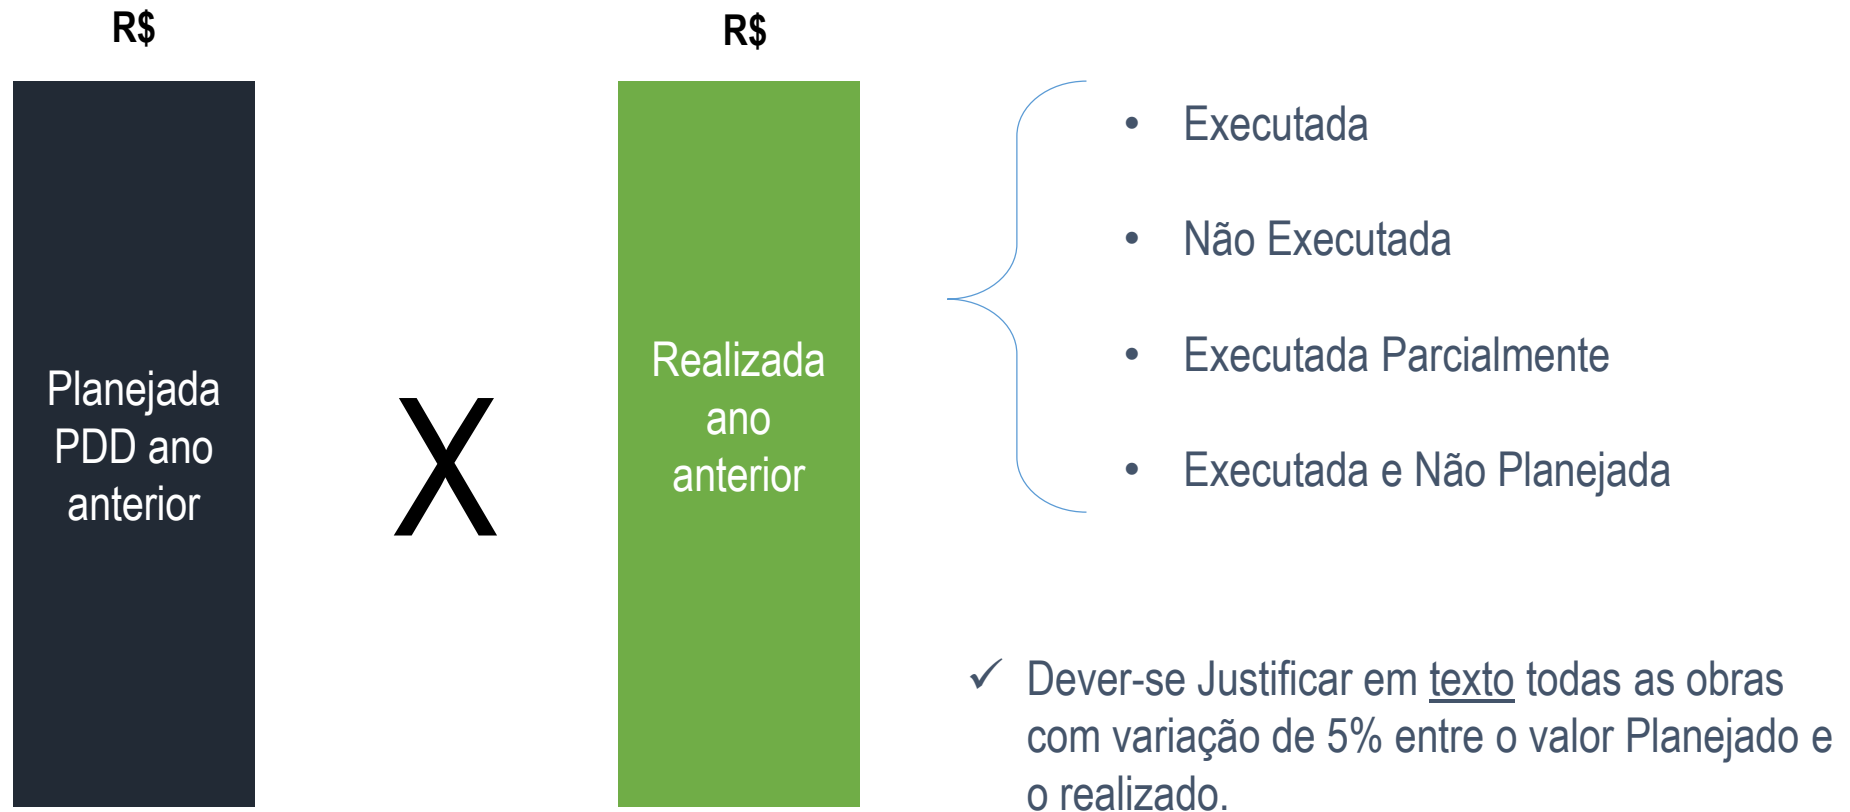 R$
R$
Planejada
PDD ano
anterior
X
Realizada
ano
anterior
• Executada
• Não Executada
• Executada Parcialmente
• Executada e Não Planejada
✓ Dever-se Justificar em texto todas as obras
com variação de 5% entre o valor Planejado e
o realizado.